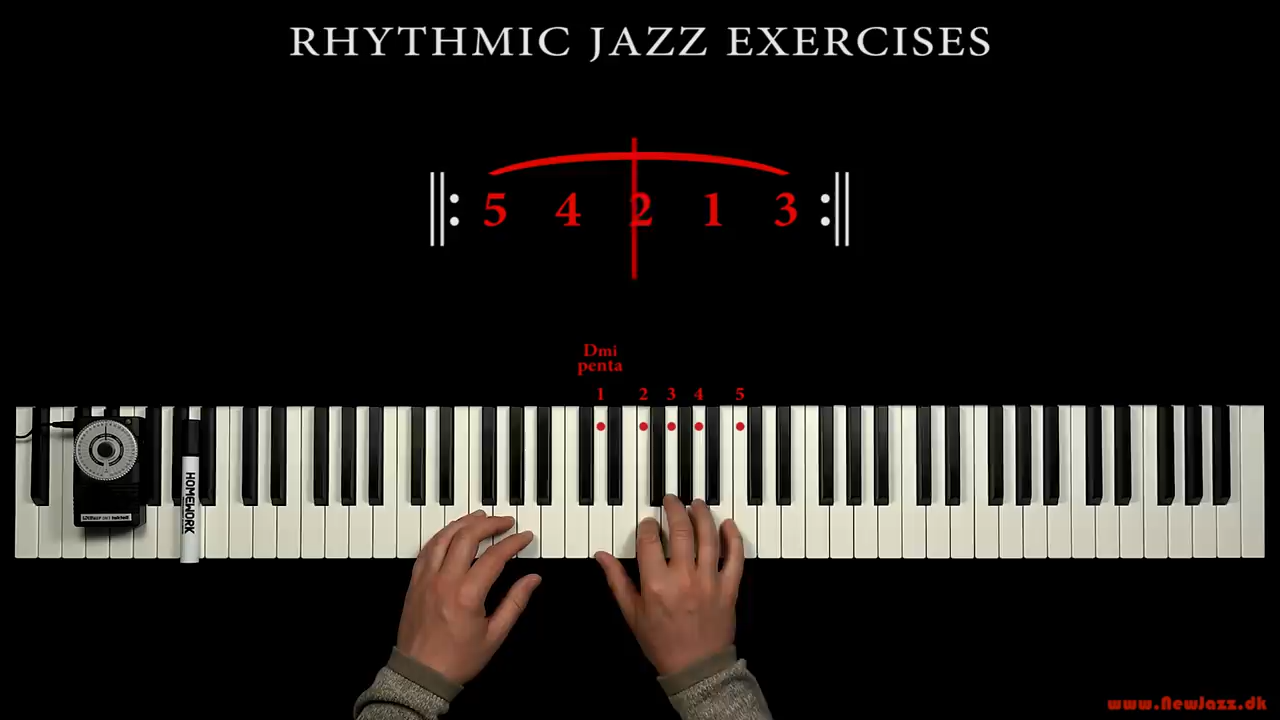 RHYTHMIC JAZZ EXERCISES
5 4 2 1 3
Dmi
penta
1 2 3 4 5
HOMEWORK
www.NewJazz.dk